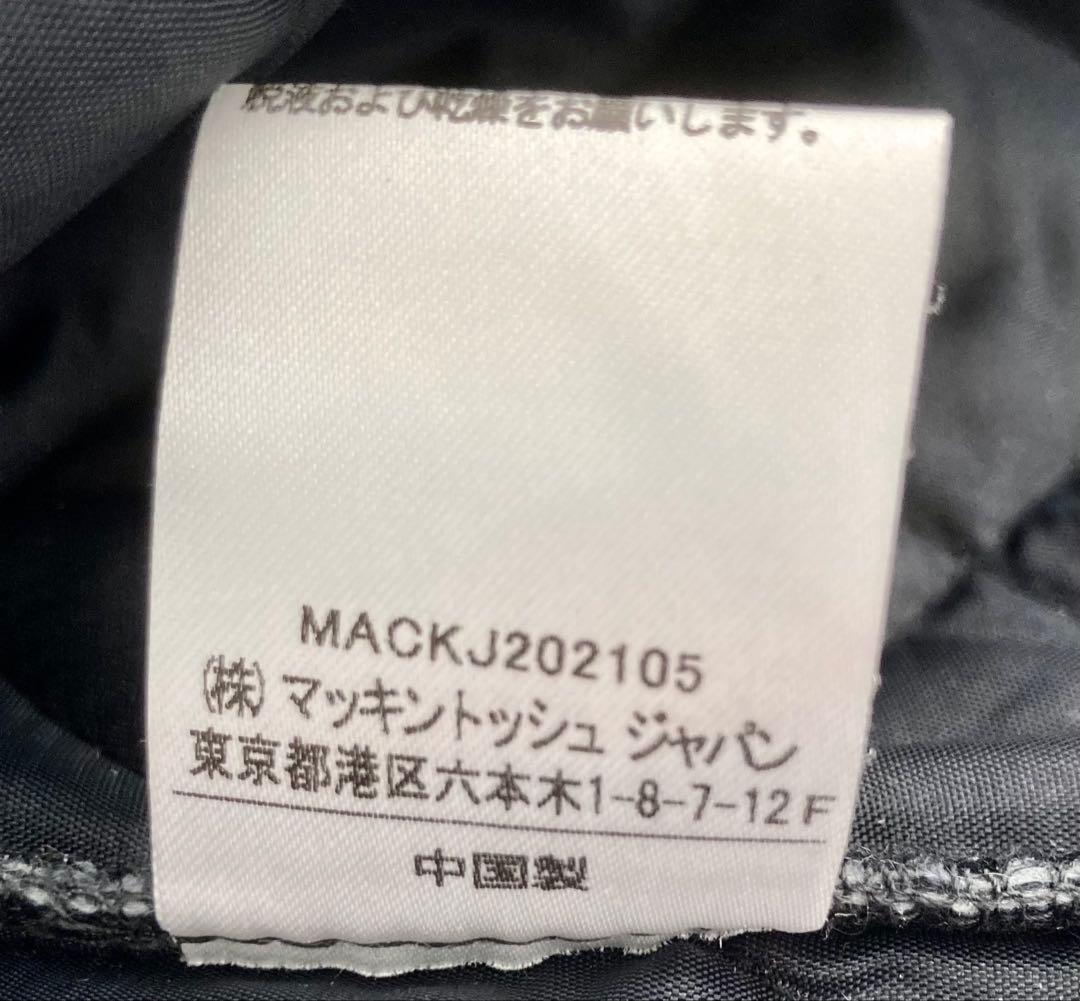 脱液および乾燥をお願いします。
MACKJ202105
(株) マッキントッシュ ジャパン
東京都港区六本木1-8-7-12F
中国製